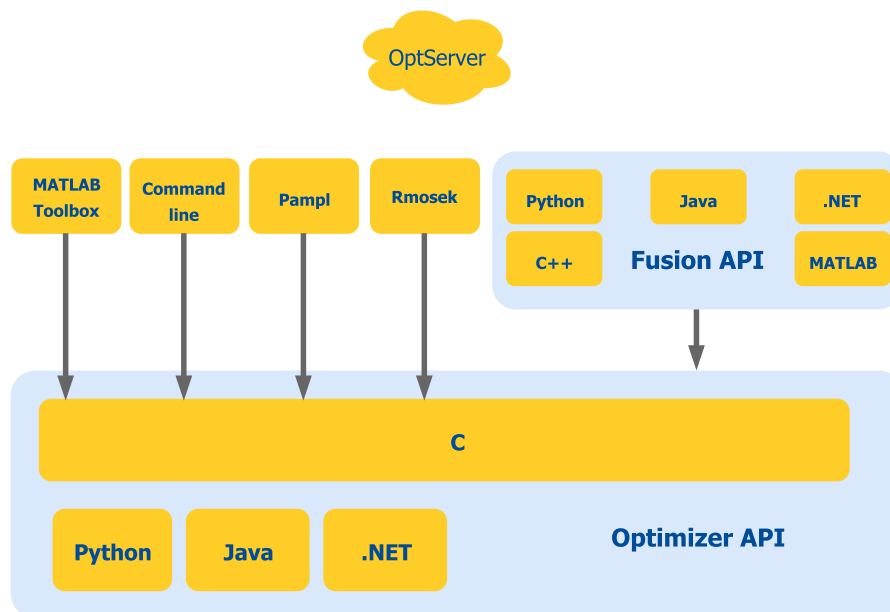 OptServer
MATLAB
Toolbox
Command
line
Pampl
Rmosek
Python
Java
.NET
C++
Fusion API
MATLAB
C
Python
Java
.NET
Optimizer API